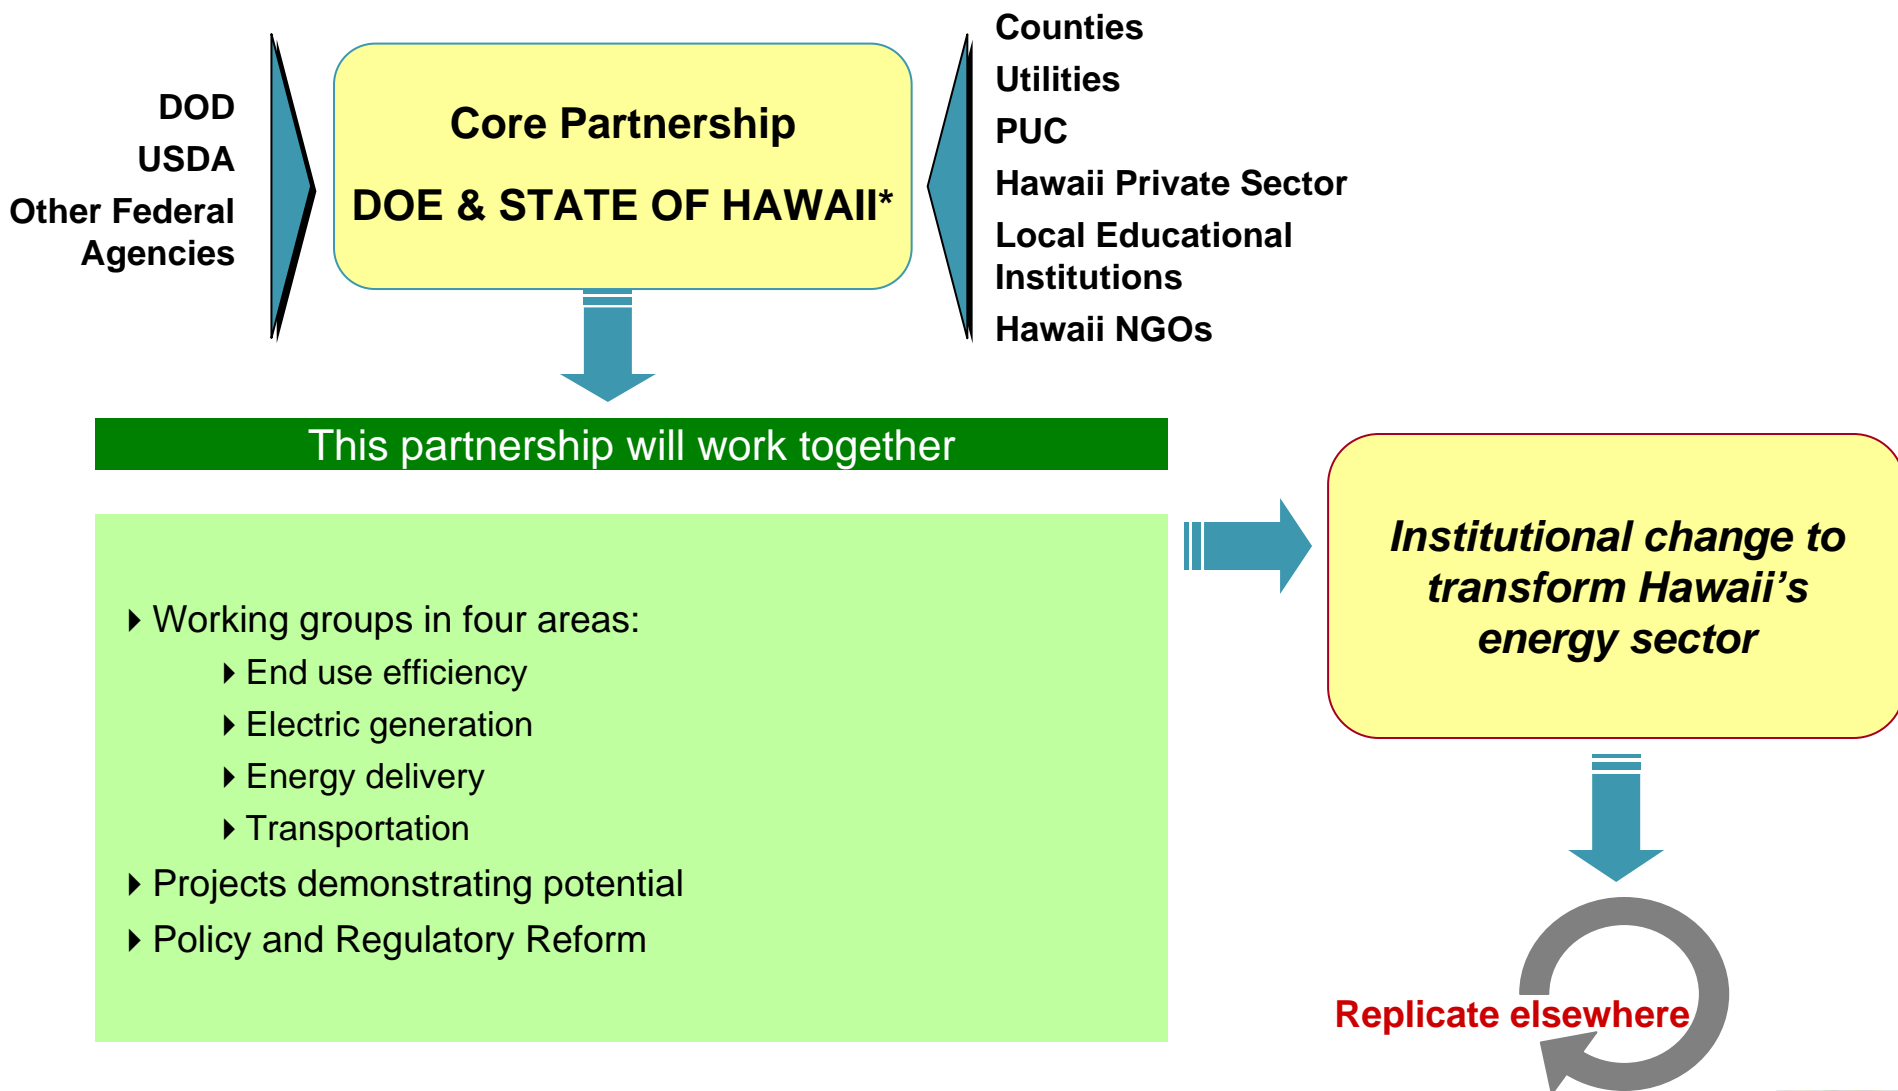 DOD
USDA
Other Federal
Agencies
Core Partnership
DOE & STATE OF HAWAII*
Counties
Utilities
PUC
Hawaii Private Sector
Local Educational
Institutions
Hawaii NGOs
This partnership will work together
Working groups in four areas:
End use efficiency
Electric generation
Energy delivery
Transportation
Projects demonstrating potential
Policy and Regulatory Reform
Institutional change to
transform Hawaii’s
energy sector
Replicate elsewhere